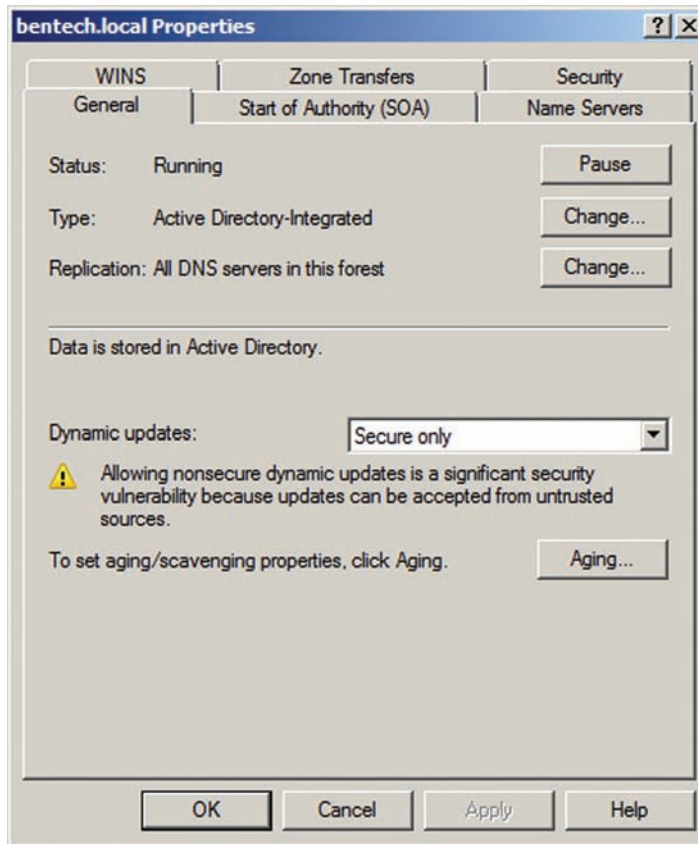 bentech.local Properties
? X
WINS Zone Transfers Security
General Start of Authority (SOA) Name Servers
Status: Running Pause
Type: Active Directory-Integrated Change...
Replication: All DNS servers in this forest Change...
Data is stored in Active Directory.
Dynamic updates: Secure only
Allowing nonsecure dynamic updates is a significant security
vulnerability because updates can be accepted from untrusted
sources.
To set aging/scavenging properties, click Aging. Aging...
OK Cancel Apply Help